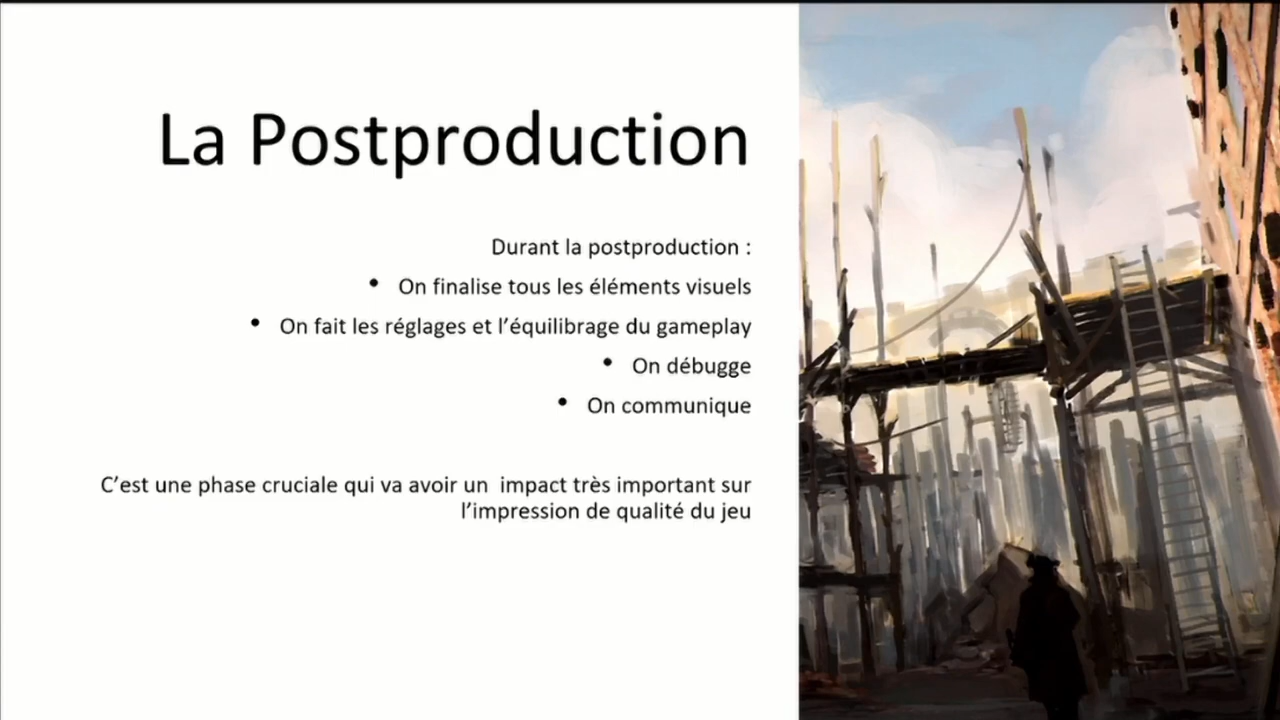 La Postproduction
Durant la postproduction :
• On finalise tous les éléments visuels
• On fait les réglages et l’équilibrage du gameplay
• On débugge
• On communique
C’est une phase cruciale qui va avoir un  impact très important sur
l’impression de qualité du jeu